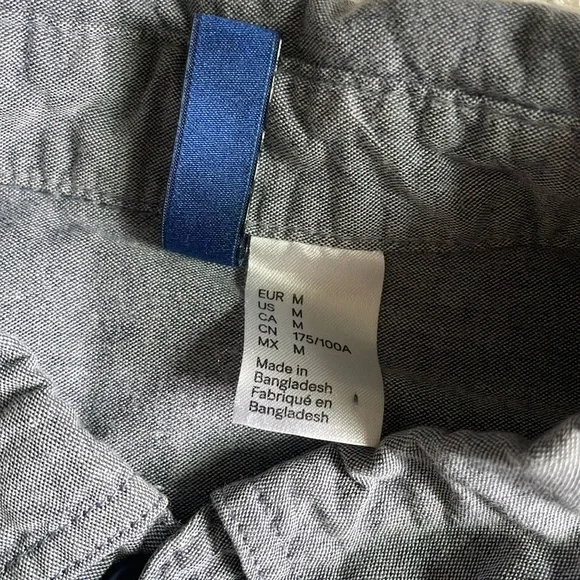 EUR M
US M
CA M
CN 175/100A
MX M
Made in
Bangladesh
Fabriqué en
Bangladesh